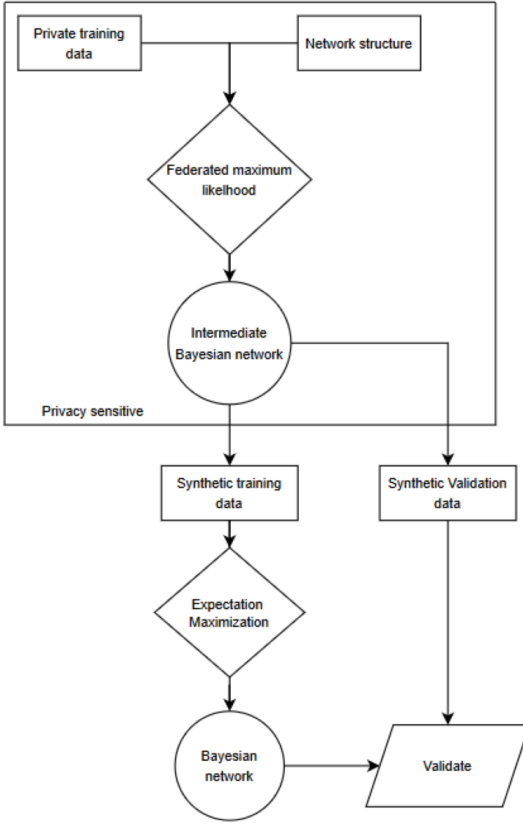 Private training
data
Network structure
Federated maximum
likelhood
Intermediate
Bayesian network
Privacy sensitive
Synthetic training
data
Synthetic Validation
data
Expectation
Maximization
Bayesian
network
Validate